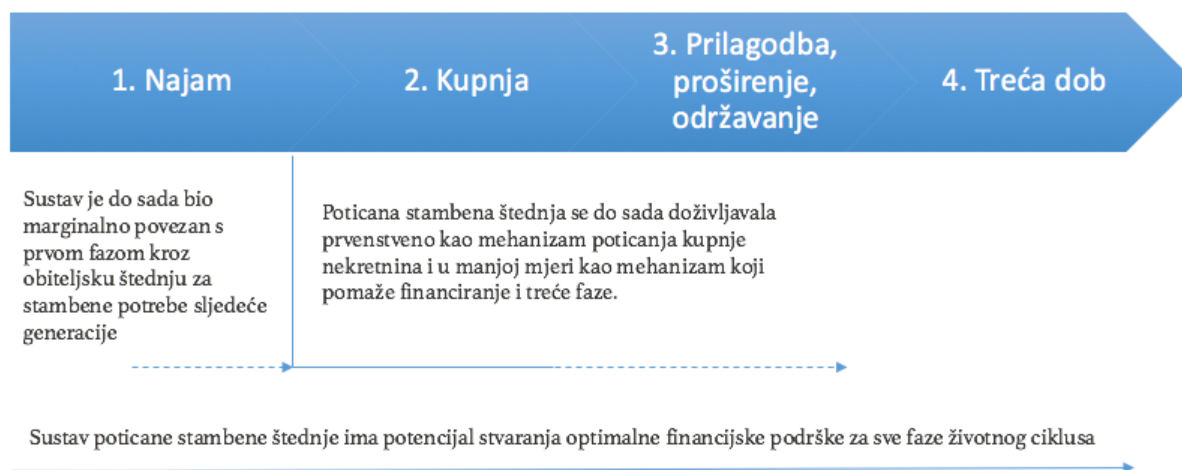 1. Najam
2. Kupnja
3. Prilagodba,
proširenje,
održavanje
4. Treća dob
Sustav je do sada bio
marginalno povezan s
prvom fazom kroz
obiteljsku štednju za
stambene potrebe sljedeće
generacije
Poticana stambena štednja se do sada doživljavala
prvenstveno kao mehanizam poticanja kupnje
nekretnina i u manjoj mjeri kao mehanizam koji
pomaže financiranje i treće faze.
Sustav poticane stambene štednje ima potencijal stvaranja optimalne financijske podrške za sve faze životnog ciklusa